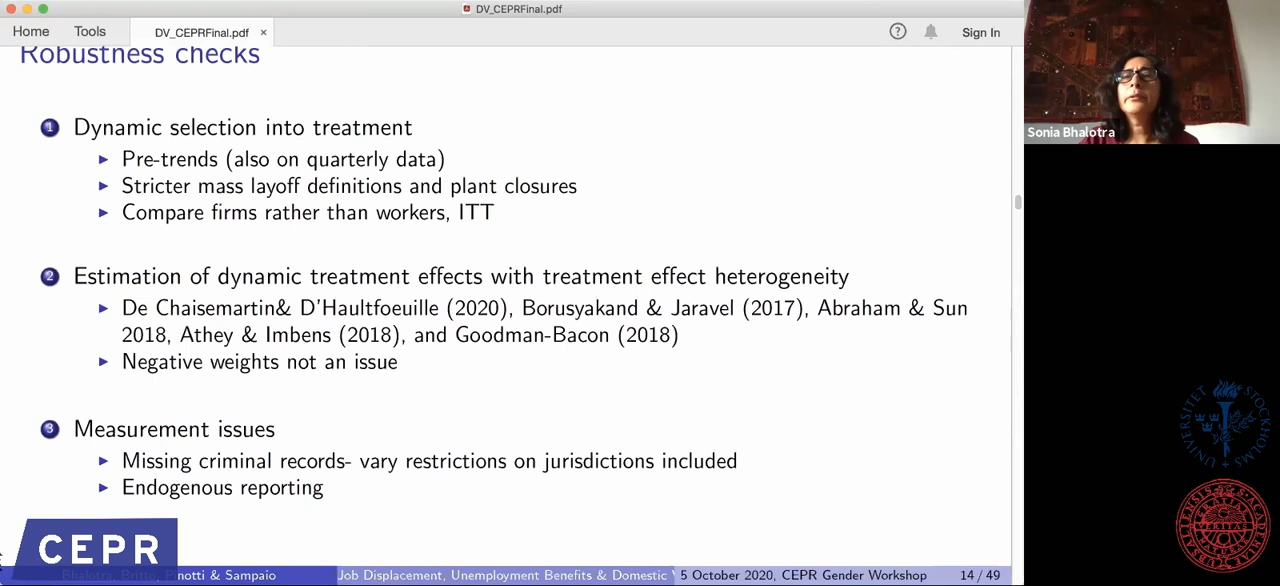 DV_CEPRFinal.pdf
Home
Tools
DV_CEPRFinal.pdf ×
?
Sign In
Robustness checks
1 Dynamic selection into treatment
▶ Pre-trends (also on quarterly data)
▶ Stricter mass layoff definitions and plant closures
▶ Compare firms rather than workers, ITT
2 Estimation of dynamic treatment effects with treatment effect heterogeneity
▶ De Chaisemartin& D'Haultfoeuille (2020), Borusyakand & Jaravel (2017), Abraham & Sun
2018, Athey & Imbens (2018), and Goodman-Bacon (2018)
▶ Negative weights not an issue
3 Measurement issues
▶ Missing criminal records- vary restrictions on jurisdictions included
▶ Endogenous reporting
CEPR
Pinotti & Sampaio
Job Displacement, Unemployment Benefits & Domestic V
5 October 2020, CEPR Gender Workshop
14 / 49
Sonia Bhalotra